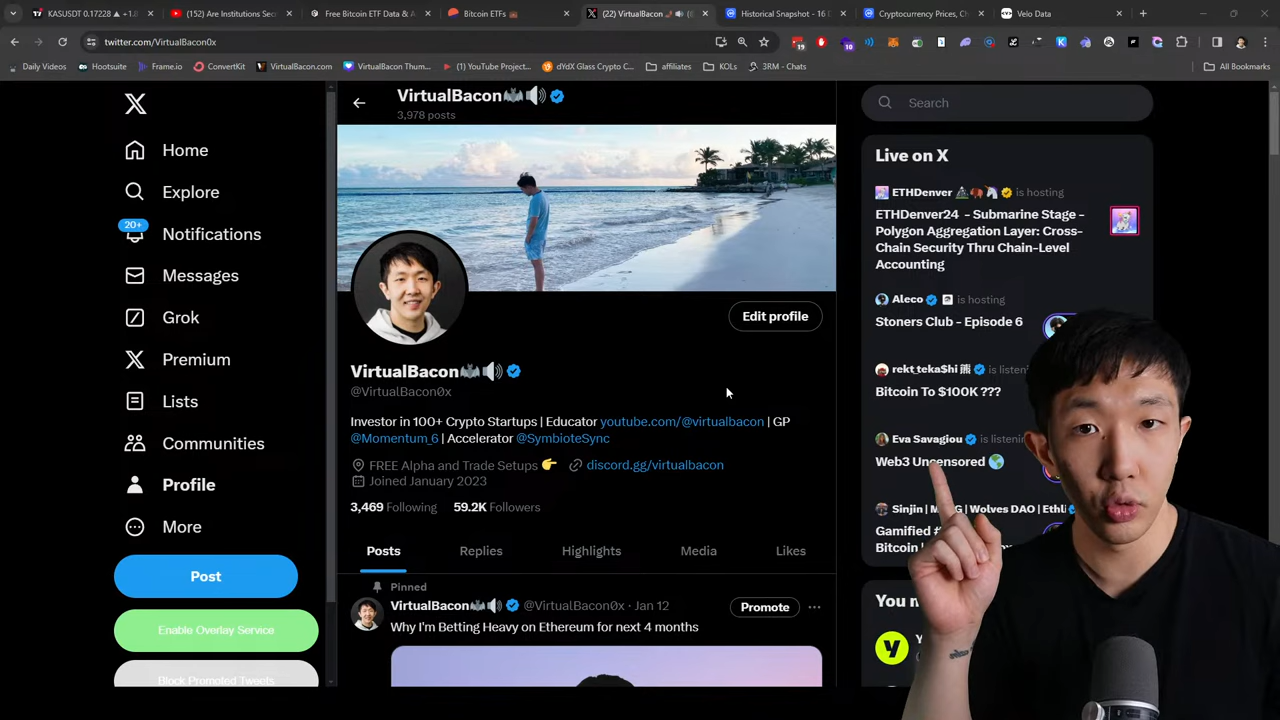 KASUSDT 0.17228 ▲ +1.8
(152) Are Institutions Sec
Free Bitcoin ETF Data & A
Bitcoin ETFs
(22) VirtualBacon
Historical Snapshot - 16 D
Cryptocurrency Prices, Ch
Velo Data
twitter.com/VirtualBacon0x
19
10
Daily Videos
Hootsuite
Frame.io
ConvertKit
VirtualBacon.com
VirtualBacon Thum...
(1) YouTube Project...
dYdX Glass Crypto C...
affiliates
KOLs
3RM - Chats
All Bookmarks
VirtualBacon🦇🔊
3,978 posts
Search
Home
Explore
20+
Notifications
Messages
Grok
Premium
Lists
Communities
Profile
More
Post
Enable Overlay Service
Block Promoted Tweets
Edit profile
VirtualBacon🦇🔊
@VirtualBacon0x
Investor in 100+ Crypto Startups | Educator youtube.com/@virtualbacon | GP
@Momentum_6 | Accelerator @SymbioteSync
FREE Alpha and Trade Setups 👉 discord.gg/virtualbacon
Joined January 2023
3,469 Following 59.2K Followers
Posts Replies Highlights Media Likes
Pinned
VirtualBacon🦇🔊 @VirtualBacon0x · Jan 12
Promote
Why I'm Betting Heavy on Ethereum for next 4 months
Live on X
ETHDenver is hosting
ETHDenver24 - Submarine Stage -
Polygon Aggregation Layer: Cross-
Chain Security Thru Chain-Level
Accounting
Aleco is hosting
Stoners Club - Episode 6
rekt_teka$hi 熊 is listeni
Bitcoin To $100K ???
Eva Savagiou is listenin
Web3 Uncensored 🌏
Sinjin | Wolves DAO | Ethl
Gamified
Bitcoin |
You m